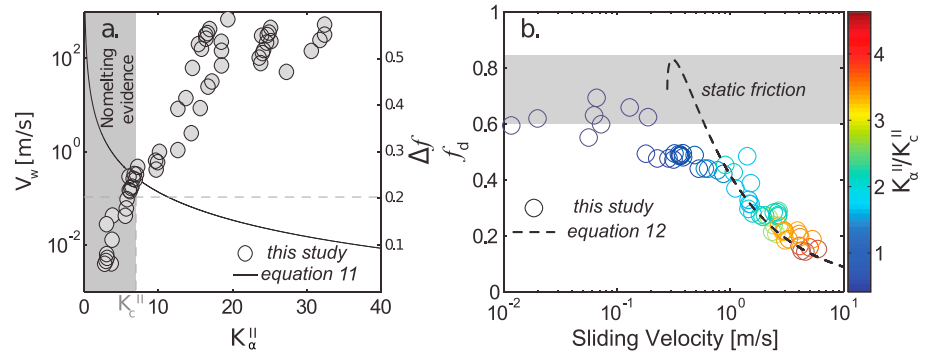 a.
Nomelting
evidence
V_w [m/s]
10^2
10^0
10^-2
0
10
20
30
40
K_c^II
K_α^II
0.5
0.4
0.3
0.2
0.1
Δf
this study
equation 11
b.
static friction
f_d
1
0.8
0.6
0.4
0.2
0
10^-2
10^-1
10^0
10^1
Sliding Velocity [m/s]
this study
equation 12
4
3
2
1
K_α^II/K_c^II